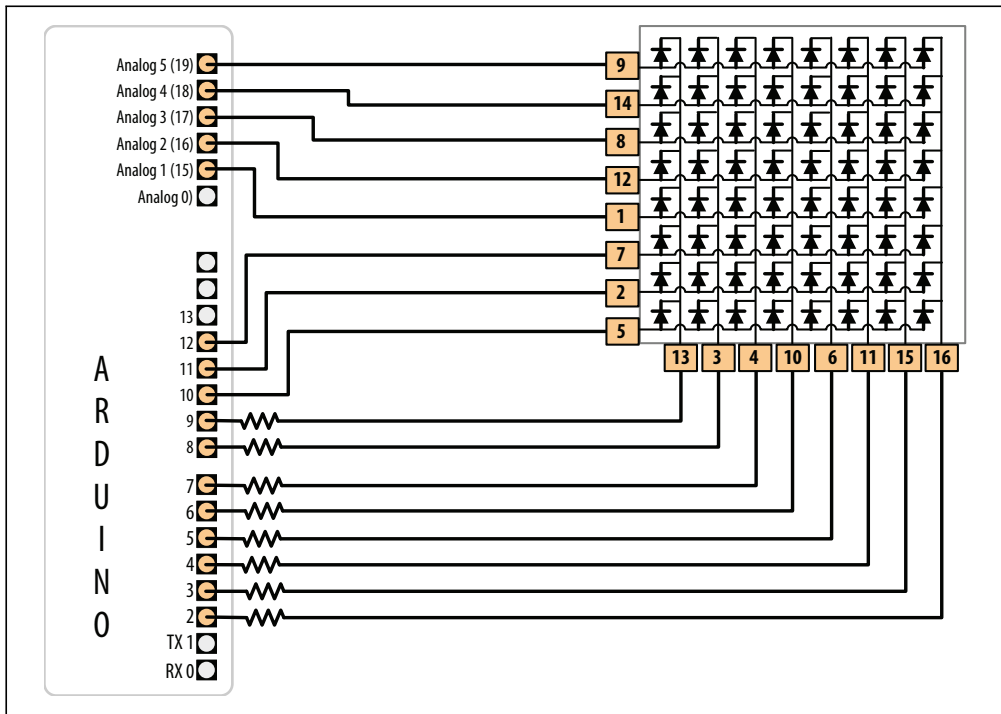 Analog 5 (19)
Analog 4 (18)
Analog 3 (17)
Analog 2 (16)
Analog 1 (15)
Analog 0)
13
12
11
10
9
8
7
6
5
4
3
2
TX 1
RX 0
ARDUINO
9
14
8
12
1
7
2
5
13 3 4 10 6 11 15 16